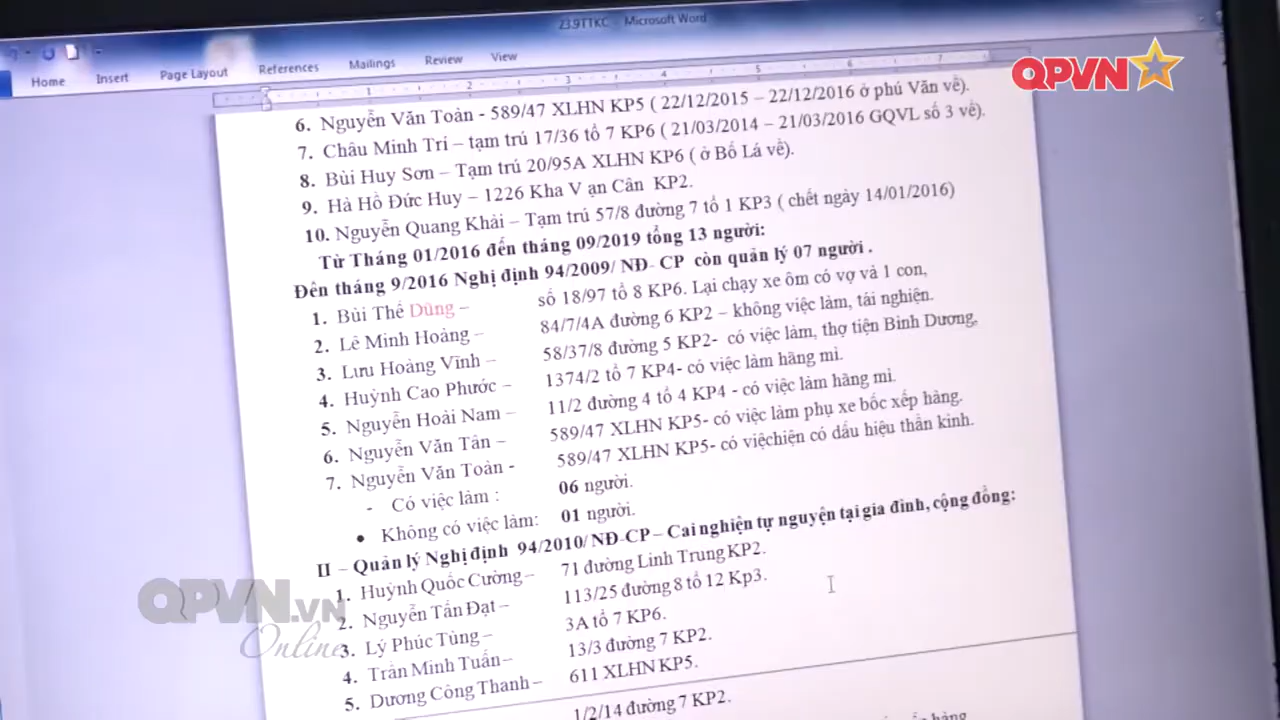 23.9TTKC - Microsoft Word
Home Insert Page Layout References Mailings Review View
QPVN
6. Nguyễn Văn Toàn - 589/47 XLHN KP5 ( 22/12/2015 – 22/12/2016 ở phú Văn về).
7. Châu Minh Trí – tạm trú 17/36 tổ 7 KP6 ( 21/03/2014 – 21/03/2016 GQVL số 3 về).
8. Bùi Huy Sơn – Tạm trú 20/95A XLHN KP6 ( ở Bố Lá về).
9. Hà Hồ Đức Huy – 1226 Kha V ạn Cân KP2.
10. Nguyễn Quang Khải – Tạm trú 57/8 đường 7 tổ 1 KP3 ( chết ngày 14/01/2016)
Từ Tháng 01/2016 đến tháng 09/2019 tổng 13 người:
Đến tháng 9/2016 Nghị định 94/2009/ NĐ- CP còn quản lý 07 người .
1. Bùi Thế Dũng – số 18/97 tổ 8 KP6. Lại chạy xe ôm có vợ và 1 con,
2. Lê Minh Hoàng – 84/7/4A đường 6 KP2 – không việc làm, tái nghiện.
3. Lưu Hoàng Vĩnh – 58/37/8 đường 5 KP2- có việc làm, thợ tiện Bình Dương,
4. Huỳnh Cao Phước – 1374/2 tổ 7 KP4- có việc làm hãng mì.
5. Nguyễn Hoài Nam – 11/2 đường 4 tổ 4 KP4 - có việc làm hãng mì.
6. Nguyễn Văn Tân – 589/47 XLHN KP5- có việc làm phụ xe bốc xếp hàng.
7. Nguyễn Văn Toàn - 589/47 XLHN KP5- có việchiện có dấu hiệu thần kinh.
- Có việc làm : 06 người.
• Không có việc làm: 01 người.
II – Quản lý Nghị định 94/2010/ NĐ-CP – Cai nghiện tự nguyện tại gia đình, cộng đồng:
1. Huỳnh Quốc Cường – 71 đường Linh Trung KP2.
2. Nguyễn Tấn Đạt – 113/25 đường 8 tổ 12 Kp3.
3. Lý Phúc Tùng – 3A tổ 7 KP6.
4. Trần Minh Tuấn – 13/3 đường 7 KP2.
5. Dương Công Thanh – 611 XLHN KP5.
1/2/14 đường 7 KP2.
hàng
QPVN.VN
Online